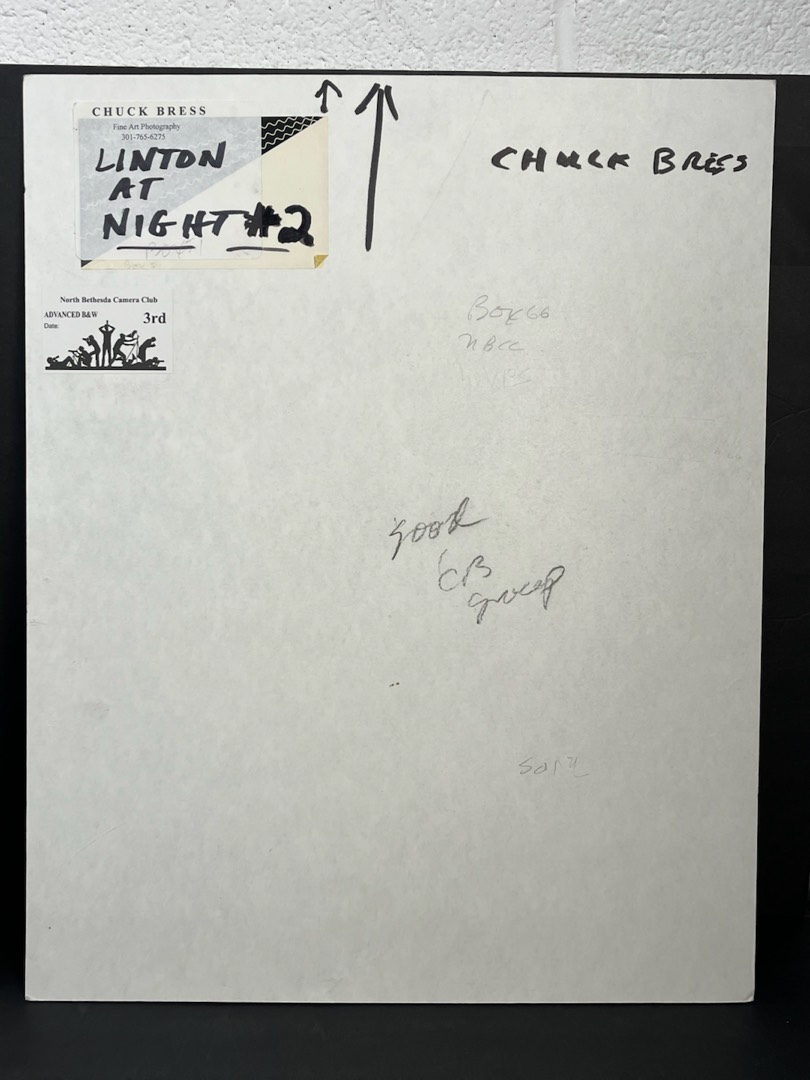 CHUCK BRESS
Fine Art Photography
301-765-6275
LINTON
AT
NIGHT #2
CHUCK BRESS
North Bethesda Camera Club
ADVANCED B&W
3rd
Date:
NBCC
good
CB
group